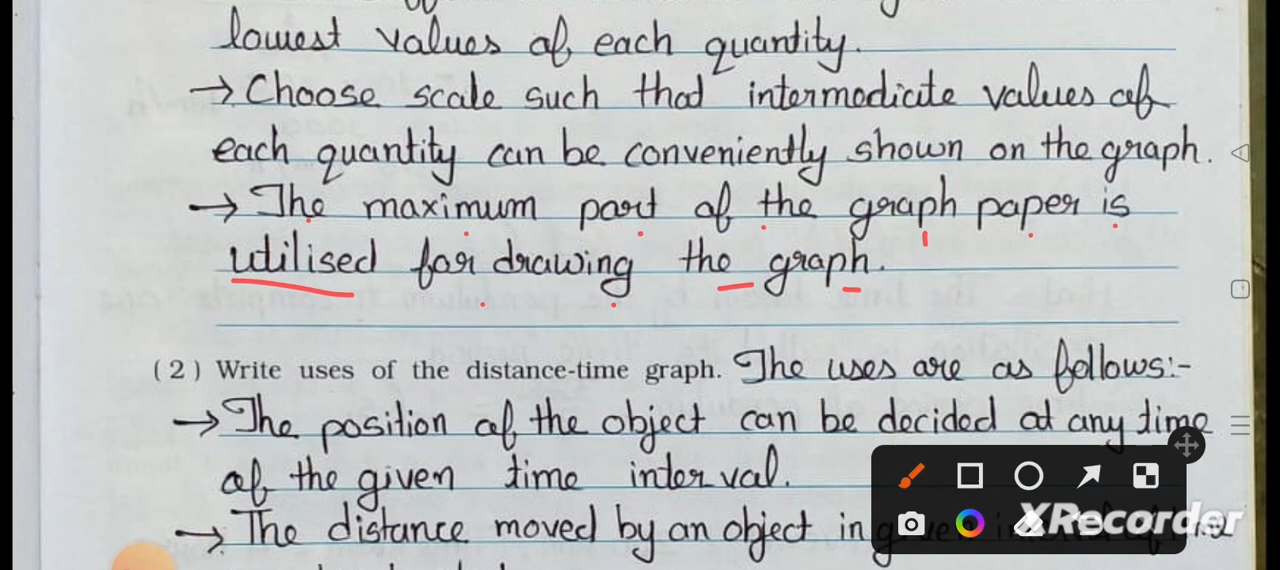 lowest values of each quantity.
→ Choose scale such that intermediate values of
each quantity can be conveniently shown on the graph.
→ The maximum part of the graph paper is
utilised for drawing the graph.
(2) Write uses of the distance-time graph. The uses are as follows:-
→ The position of the object can be decided at any time
of the given time interval.
→ The distance moved by an object in given
XRecorder